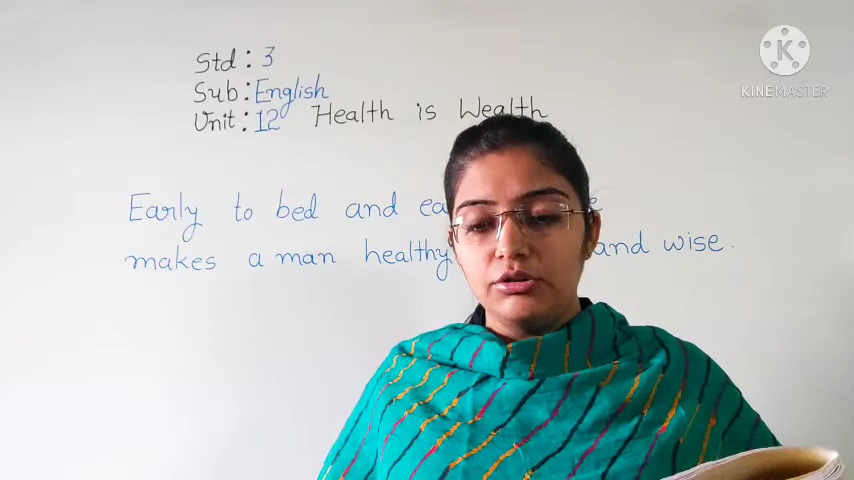 Std : 3
Sub : English
Unit : 12 Health is Wealth
Early to bed and
makes a man healthy and wise.
KINEMASTER